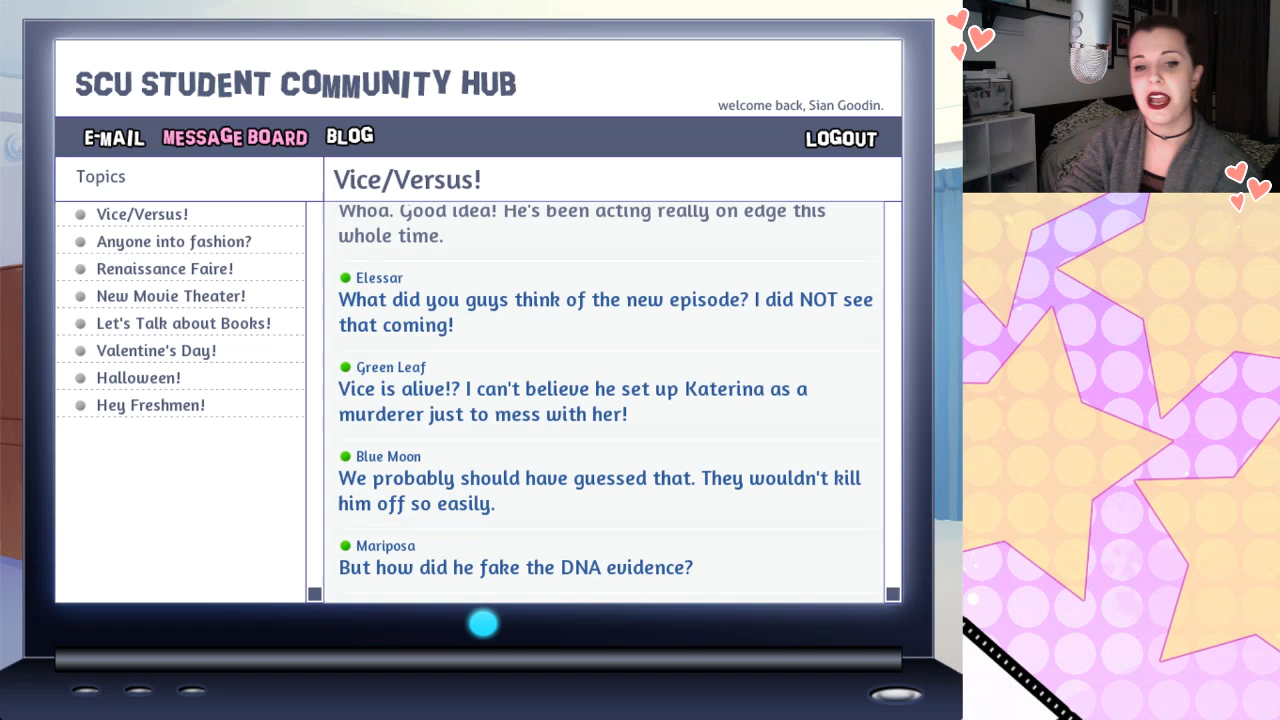 SCU STUDENT COMMUNITY HUB
welcome back, Sian Goodin.
E-MAIL MESSAGE BOARD BLOG LOGOUT
Topics
Vice/Versus!
Anyone into fashion?
Renaissance Faire!
New Movie Theater!
Let's Talk about Books!
Valentine's Day!
Halloween!
Hey Freshmen!
Vice/Versus!
Whoa. Good idea! He's been acting really on edge this
whole time.
Elessar
What did you guys think of the new episode? I did NOT see
that coming!
Green Leaf
Vice is alive!? I can't believe he set up Katerina as a
murderer just to mess with her!
Blue Moon
We probably should have guessed that. They wouldn't kill
him off so easily.
Mariposa
But how did he fake the DNA evidence?